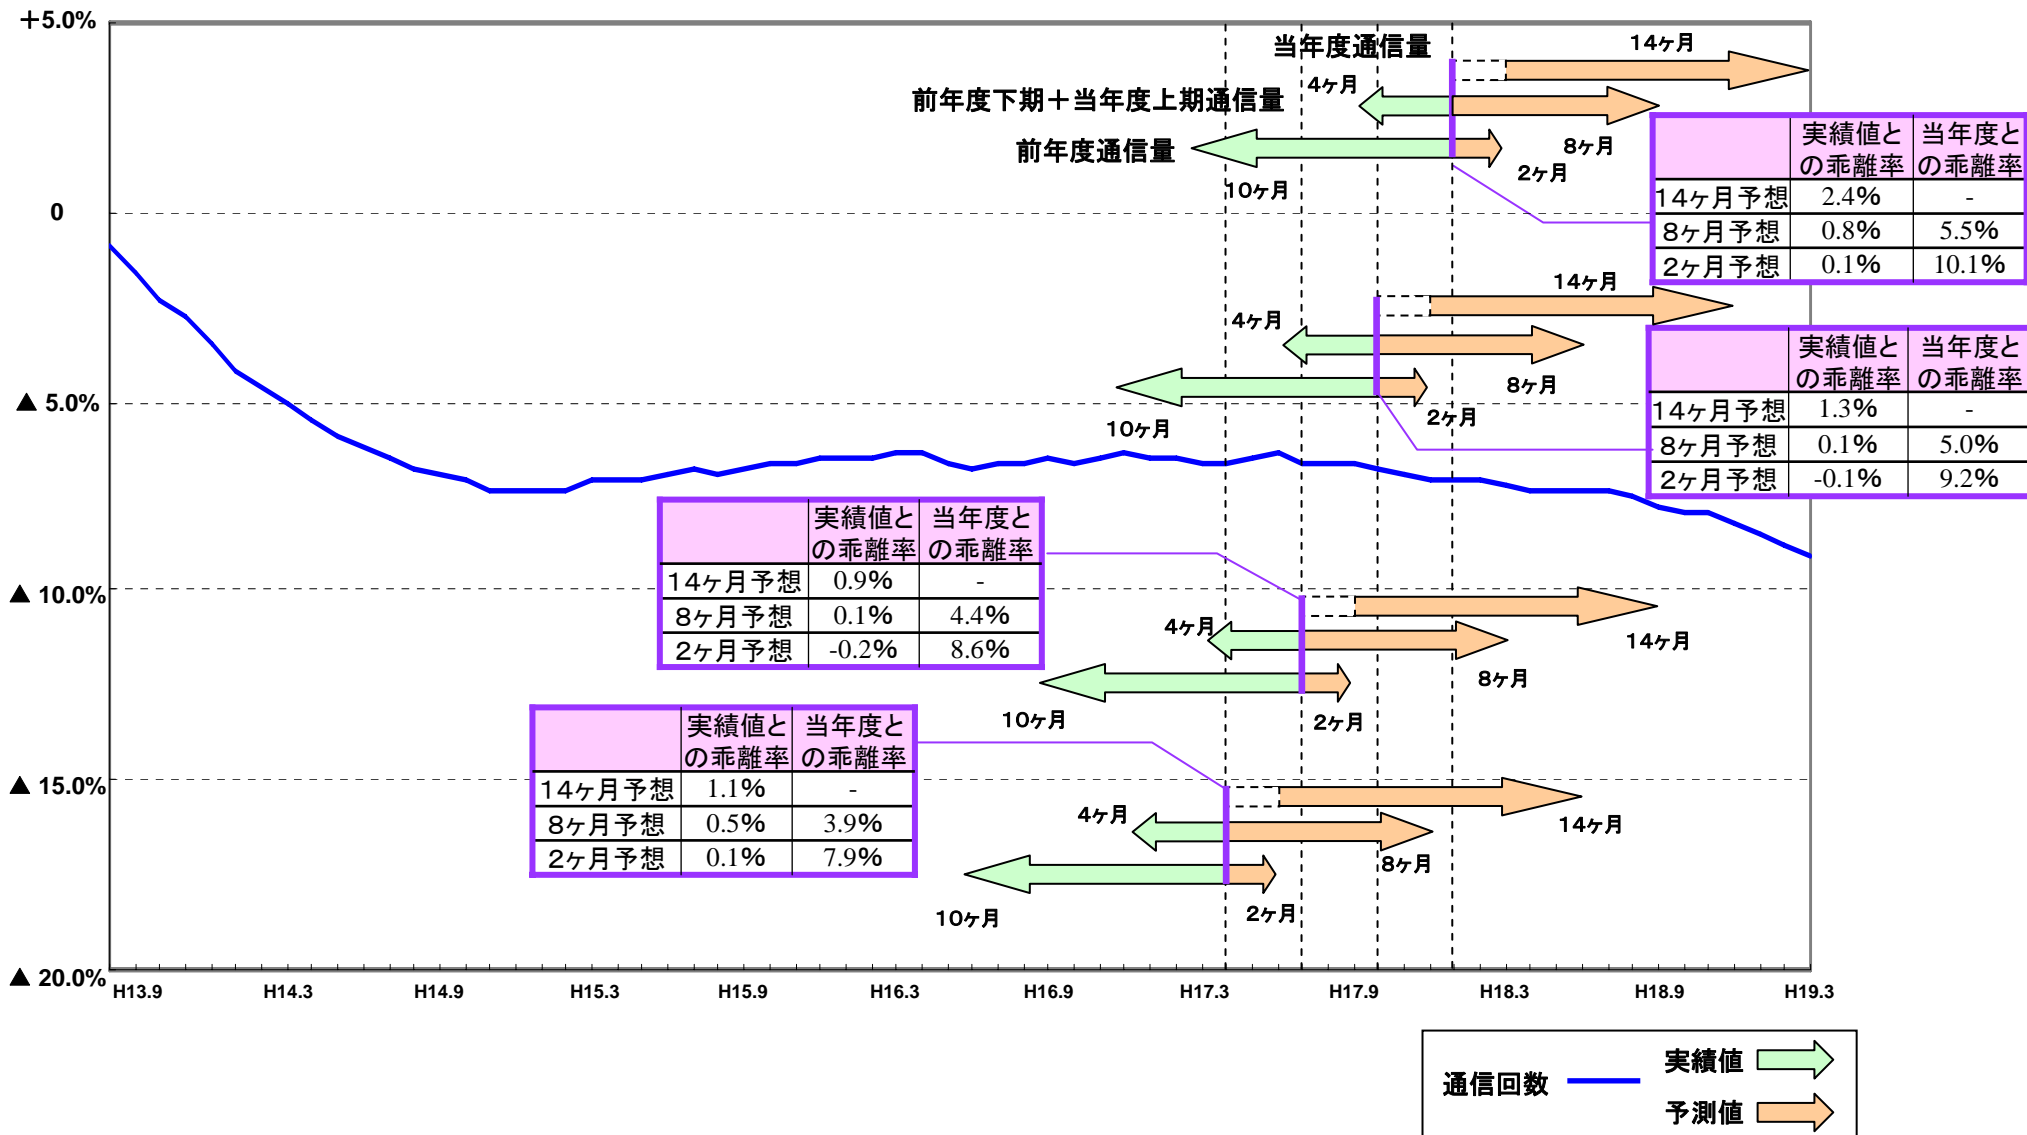 ＋5.0%
0
▲ 5.0%
▲ 10.0%
▲ 15.0%
▲ 20.0%
当年度通信量
14ヶ月
4ヶ月
前年度下期＋当年度上期通信量
8ヶ月
前年度通信量
2ヶ月
10ヶ月
実績値との乖離率 当年度との乖離率
14ヶ月予想 2.4% -
8ヶ月予想 0.8% 5.5%
2ヶ月予想 0.1% 10.1%
14ヶ月
4ヶ月
8ヶ月
2ヶ月
10ヶ月
実績値との乖離率 当年度との乖離率
14ヶ月予想 1.3% -
8ヶ月予想 0.1% 5.0%
2ヶ月予想 -0.1% 9.2%
実績値との乖離率 当年度との乖離率
14ヶ月予想 0.9% -
8ヶ月予想 0.1% 4.4%
2ヶ月予想 -0.2% 8.6%
4ヶ月
14ヶ月
8ヶ月
10ヶ月
2ヶ月
実績値との乖離率 当年度との乖離率
14ヶ月予想 1.1% -
8ヶ月予想 0.5% 3.9%
2ヶ月予想 0.1% 7.9%
4ヶ月
14ヶ月
8ヶ月
10ヶ月
2ヶ月
H13.9 H14.3 H14.9 H15.3 H15.9 H16.3 H16.9 H17.3 H17.9 H18.3 H18.9 H19.3
通信回数
実績値
予測値